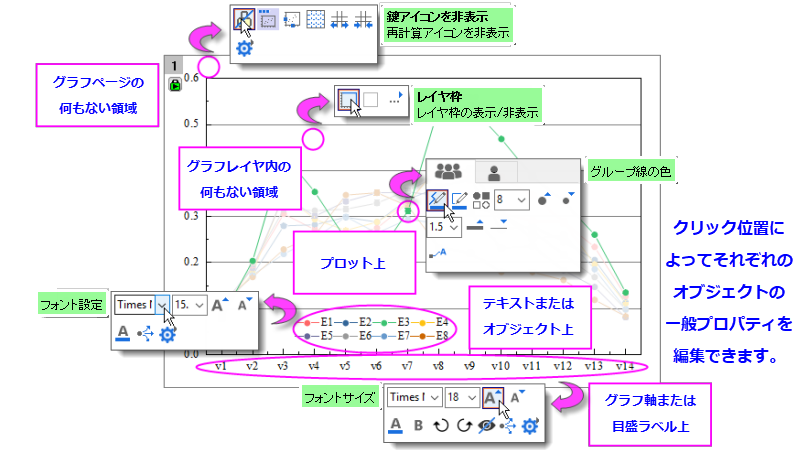 鍵アイコンを非表示
再計算アイコンを非表示
1
グラフページの
何もない領域
0.6
レイヤ枠
レイヤ枠の表示/非表示
0.5
グラフレイヤ内の
何もない領域
グループ線の色
8
1.5
0.3
クリック位置に
よってそれぞれの
オブジェクトの
一般プロパティを
編集できます。
プロット上
0.2
フォント設定
Times
15.
A
A
テキストまたは
オブジェクト上
E1 E2 E3 E4
E5 E6 E7 E8
A
0.0
v1 v2 v3 v4 v5 v6 v7 v8 v9 v10 v11 v12 v13 v14
フォントサイズ
Times
18
A
A
A
B
グラフ軸または
目盛ラベル上